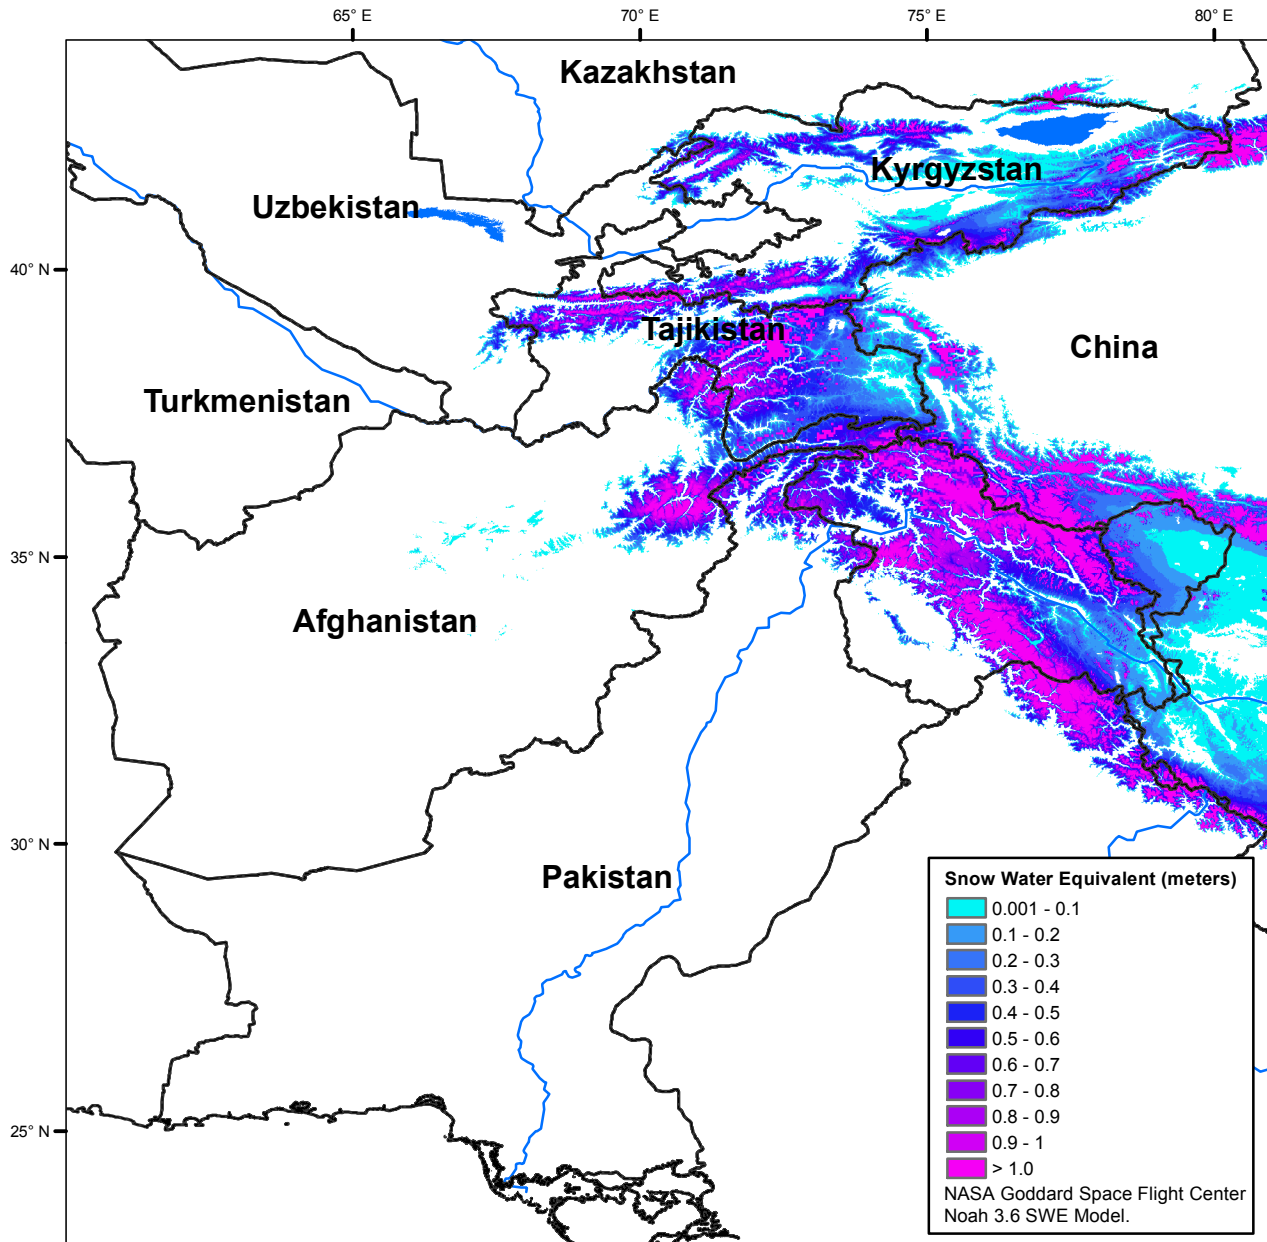 65° E
70° E
75° E
80° E
Kazakhstan
Kyrgyzstan
Uzbekistan
40° N
Tajikistan
China
Turkmenistan
35° N
Afghanistan
30° N
Pakistan
25° N
Snow Water Equivalent (meters)
0.001 - 0.1
0.1 - 0.2
0.2 - 0.3
0.3 - 0.4
0.4 - 0.5
0.5 - 0.6
0.6 - 0.7
0.7 - 0.8
0.8 - 0.9
0.9 - 1
> 1.0
NASA Goddard Space Flight Center
Noah 3.6 SWE Model.